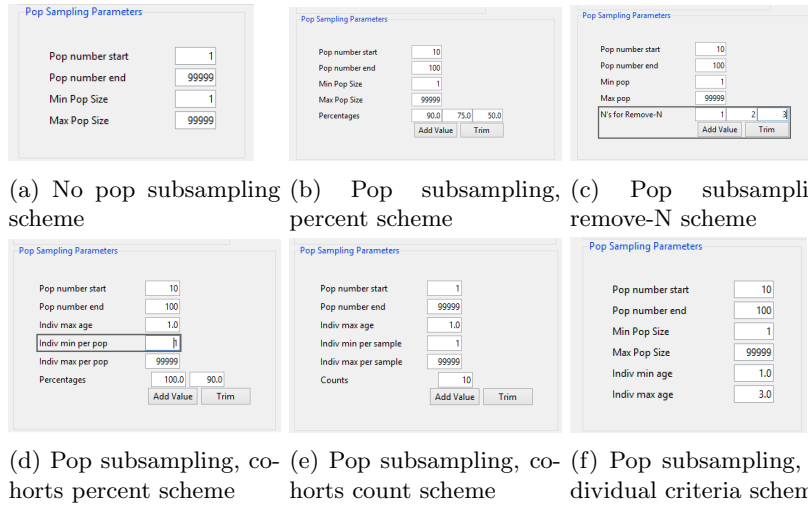 Pop Sampling Parameters
Pop number start 1
Pop number end 99999
Min Pop Size 1
Max Pop Size 99999
(a) No pop subsampling
scheme
Pop Sampling Parameters
Pop number start 10
Pop number end 100
Min Pop Size 1
Max Pop Size 99999
Percentages 90.0 75.0 50.0
Add Value Trim
(b) Pop subsampling,
percent scheme
Pop Sampling Parameters
Pop number start 10
Pop number end 100
Min pop 1
Max pop 99999
N's for Remove-N 1 2 3
Add Value Trim
(c) Pop subsampli
remove-N scheme
Pop Sampling Parameters
Pop number start 10
Pop number end 100
Indiv max age 1.0
Indiv min per pop 1
Indiv max per pop 99999
Percentages 100.0 90.0
Add Value Trim
(d) Pop subsampling, co-
horts percent scheme
Pop Sampling Parameters
Pop number start 1
Pop number end 99999
Indiv max age 1.0
Indiv min per sample 1
Indiv max per sample 99999
Counts 10
Add Value Trim
(e) Pop subsampling, co-
horts count scheme
Pop Sampling Parameters
Pop number start 10
Pop number end 100
Min Pop Size 1
Max Pop Size 99999
Indiv min age 1.0
Indiv max age 3.0
(f) Pop subsampling,
dividual criteria schem